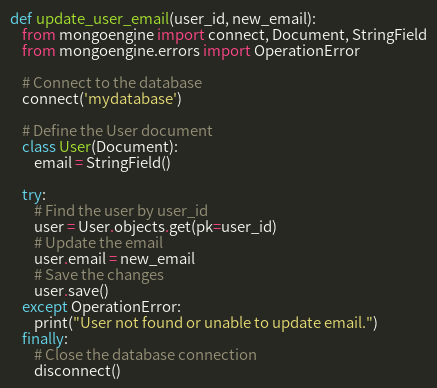 def update_user_email(user_id, new_email):
    from mongoengine import connect, Document, StringField
    from mongoengine.errors import OperationError

    # Connect to the database
    connect('mydatabase')

    # Define the User document
    class User(Document):
        email = StringField()

    try:
        # Find the user by user_id
        user = User.objects.get(pk=user_id)
        # Update the email
        user.email = new_email
        # Save the changes
        user.save()
    except OperationError:
        print("User not found or unable to update email.")
    finally:
        # Close the database connection
        disconnect()